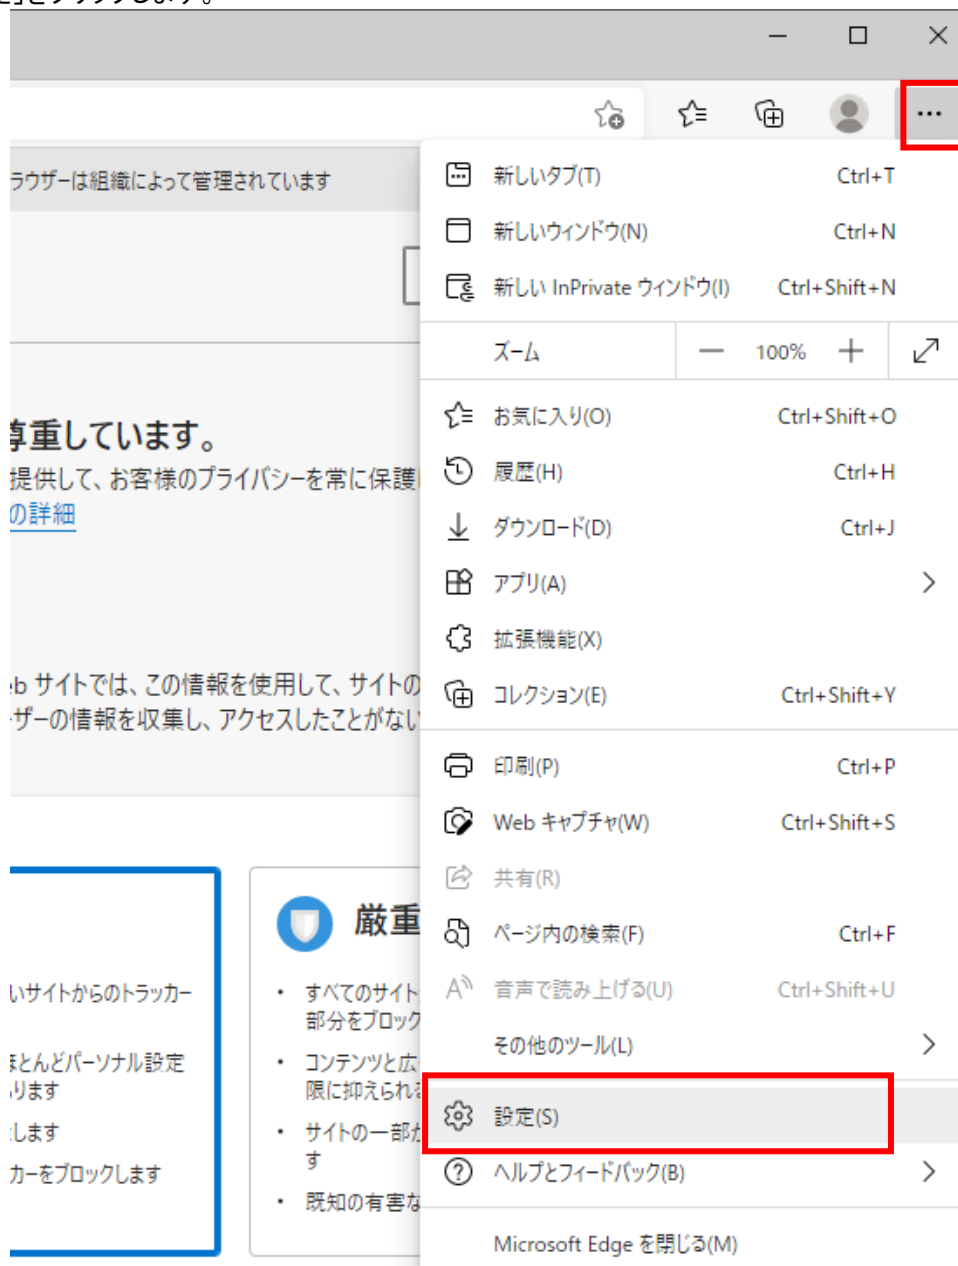 ]をクリックします。
ラウザーは組織によって管理されています
新しいタブ(T) Ctrl+T
新しいウィンドウ(N) Ctrl+N
新しい InPrivate ウィンドウ(I) Ctrl+Shift+N
ズーム 100%
お気に入り(O) Ctrl+Shift+O
履歴(H) Ctrl+H
ダウンロード(D) Ctrl+J
アプリ(A)
拡張機能(X)
コレクション(E) Ctrl+Shift+Y
印刷(P) Ctrl+P
Web キャプチャ(W) Ctrl+Shift+S
共有(R)
ページ内の検索(F) Ctrl+F
音声で読み上げる(U) Ctrl+Shift+U
その他のツール(L)
設定(S)
ヘルプとフィードバック(B)
Microsoft Edge を閉じる(M)
尊重しています。
提供して、お客様のプライバシーを常に保護
の詳細
eb サイトでは、この情報を使用して、サイトの
ーザーの情報を収集し、アクセスしたことがない
いサイトからのトラッカー
ほとんどパーソナル設定
ります
します
カーをブロックします
厳重
• すべてのサイト
部分をブロック
• コンテンツと広
限に抑えられ
• サイトの一部が
す
• 既知の有害な